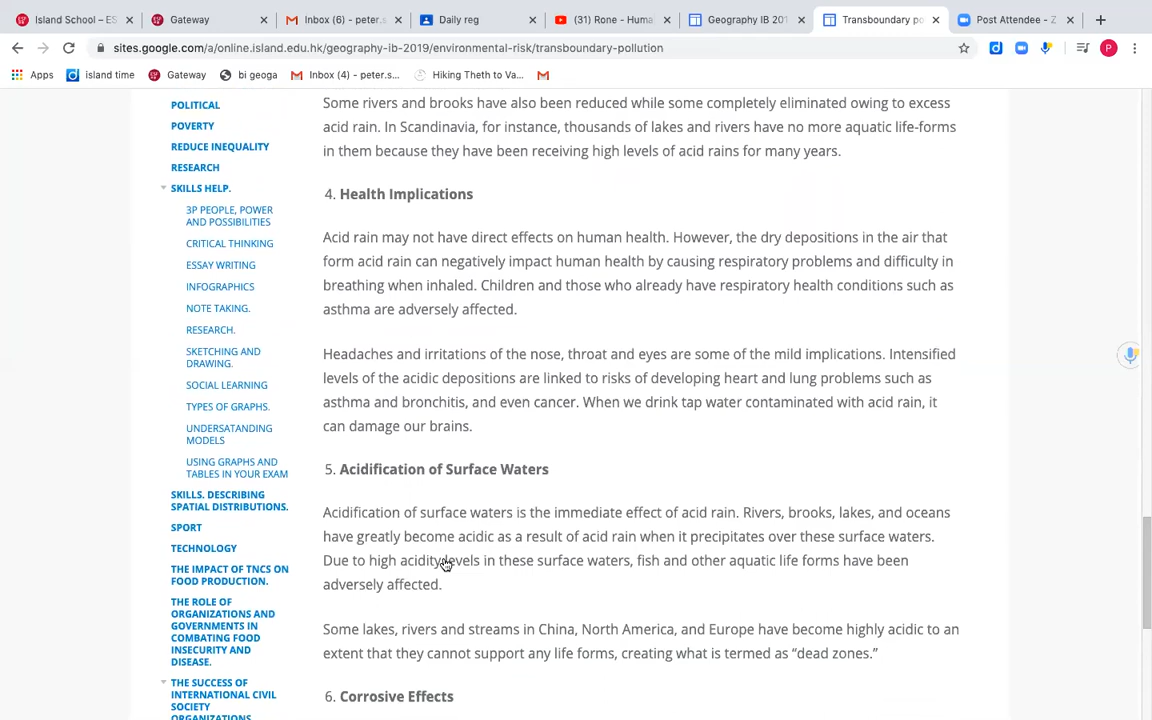 Island School – ES
Gateway
Inbox (6) - peter.s
Daily reg
(31) Rone - Huma
Geography IB 201
Transboundary po
Post Attendee - Z
sites.google.com/a/online.island.edu.hk/geography-ib-2019/environmental-risk/transboundary-pollution
Apps
island time
Gateway
bi geoga
Inbox (4) - peter.s...
Hiking Theth to Va...
POLITICAL
POVERTY
REDUCE INEQUALITY
RESEARCH
SKILLS HELP.
3P PEOPLE, POWER
AND POSSIBILITIES
CRITICAL THINKING
ESSAY WRITING
INFOGRAPHICS
NOTE TAKING.
RESEARCH.
SKETCHING AND
DRAWING.
SOCIAL LEARNING
TYPES OF GRAPHS.
UNDERSATANDING
MODELS
USING GRAPHS AND
TABLES IN YOUR EXAM
SKILLS. DESCRIBING
SPATIAL DISTRIBUTIONS.
SPORT
TECHNOLOGY
THE IMPACT OF TNCS ON
FOOD PRODUCTION.
THE ROLE OF
ORGANIZATIONS AND
GOVERNMENTS IN
COMBATING FOOD
INSECURITY AND
DISEASE.
THE SUCCESS OF
INTERNATIONAL CIVIL
SOCIETY
ORGANIZATIONS
Some rivers and brooks have also been reduced while some completely eliminated owing to excess
acid rain. In Scandinavia, for instance, thousands of lakes and rivers have no more aquatic life-forms
in them because they have been receiving high levels of acid rains for many years.
4. Health Implications
Acid rain may not have direct effects on human health. However, the dry depositions in the air that
form acid rain can negatively impact human health by causing respiratory problems and difficulty in
breathing when inhaled. Children and those who already have respiratory health conditions such as
asthma are adversely affected.
Headaches and irritations of the nose, throat and eyes are some of the mild implications. Intensified
levels of the acidic depositions are linked to risks of developing heart and lung problems such as
asthma and bronchitis, and even cancer. When we drink tap water contaminated with acid rain, it
can damage our brains.
5. Acidification of Surface Waters
Acidification of surface waters is the immediate effect of acid rain. Rivers, brooks, lakes, and oceans
have greatly become acidic as a result of acid rain when it precipitates over these surface waters.
Due to high acidity levels in these surface waters, fish and other aquatic life forms have been
adversely affected.
Some lakes, rivers and streams in China, North America, and Europe have become highly acidic to an
extent that they cannot support any life forms, creating what is termed as “dead zones.”
6. Corrosive Effects